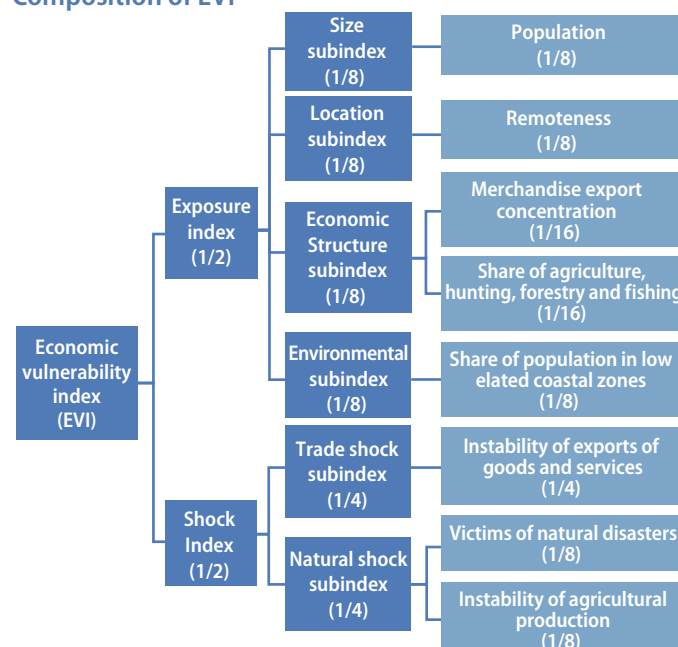 Composition of EVI
Size
subindex
(1/8)
Population
(1/8)
Location
subindex
(1/8)
Remoteness
(1/8)
Exposure
index
(1/2)
Economic
Structure
subindex
(1/8)
Merchandise export
concentration
(1/16)
Share of agriculture,
hunting, forestry and fishing
(1/16)
Economic
vulnerability
index
(EVI)
Environmental
subindex
(1/8)
Share of population in low
elated coastal zones
(1/8)
Shock
Index
(1/2)
Trade shock
subindex
(1/4)
Instability of exports of
goods and services
(1/4)
Natural shock
subindex
(1/4)
Victims of natural disasters
(1/8)
Instability of agricultural
production
(1/8)